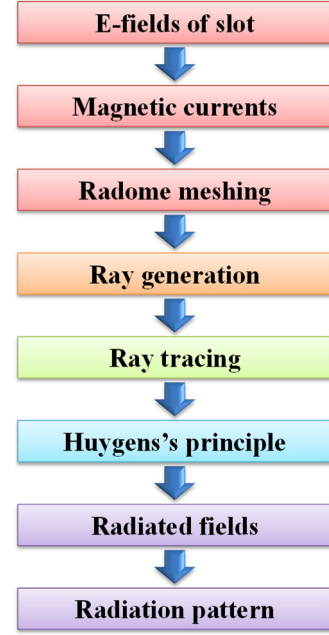 E-fields of slot
Magnetic currents
Radome meshing
Ray generation
Ray tracing
Huygens's principle
Radiated fields
Radiation pattern